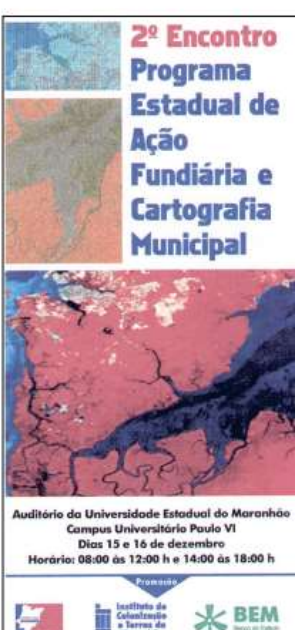 2º Encontro
Programa
Estadual de
Ação
Fundiária e
Cartografia
Municipal
Auditório da Universidade Estadual do Maranhão
Campus Universitário Paulo VI
Dias 15 e 16 de dezembro
Horário: 08:00 às 12:00 h e 14:00 às 18:00 h
Promoção
Instituto de
Colonização
e Terras do
BEM